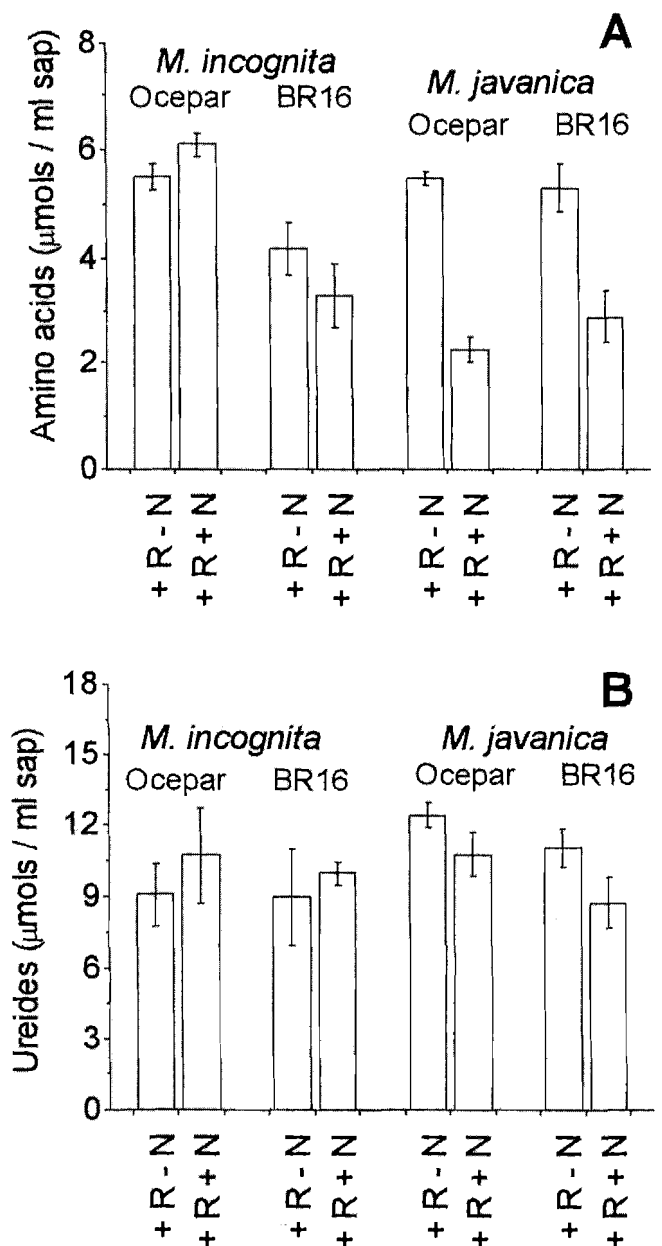 A
M. incognita
Ocepar BR16
M. javanica
Ocepar BR16
Amino acids (μmols / ml sap)
8
6
4
2
0
+ R - N
+ R + N
+ R - N
+ R + N
+ R - N
+ R + N
+ R - N
+ R + N
B
M. incognita
Ocepar BR16
M. javanica
Ocepar BR16
Ureides (μmols / ml sap)
18
15
12
9
6
3
0
+ R - N
+ R + N
+ R - N
+ R + N
+ R - N
+ R + N
+ R - N
+ R + N